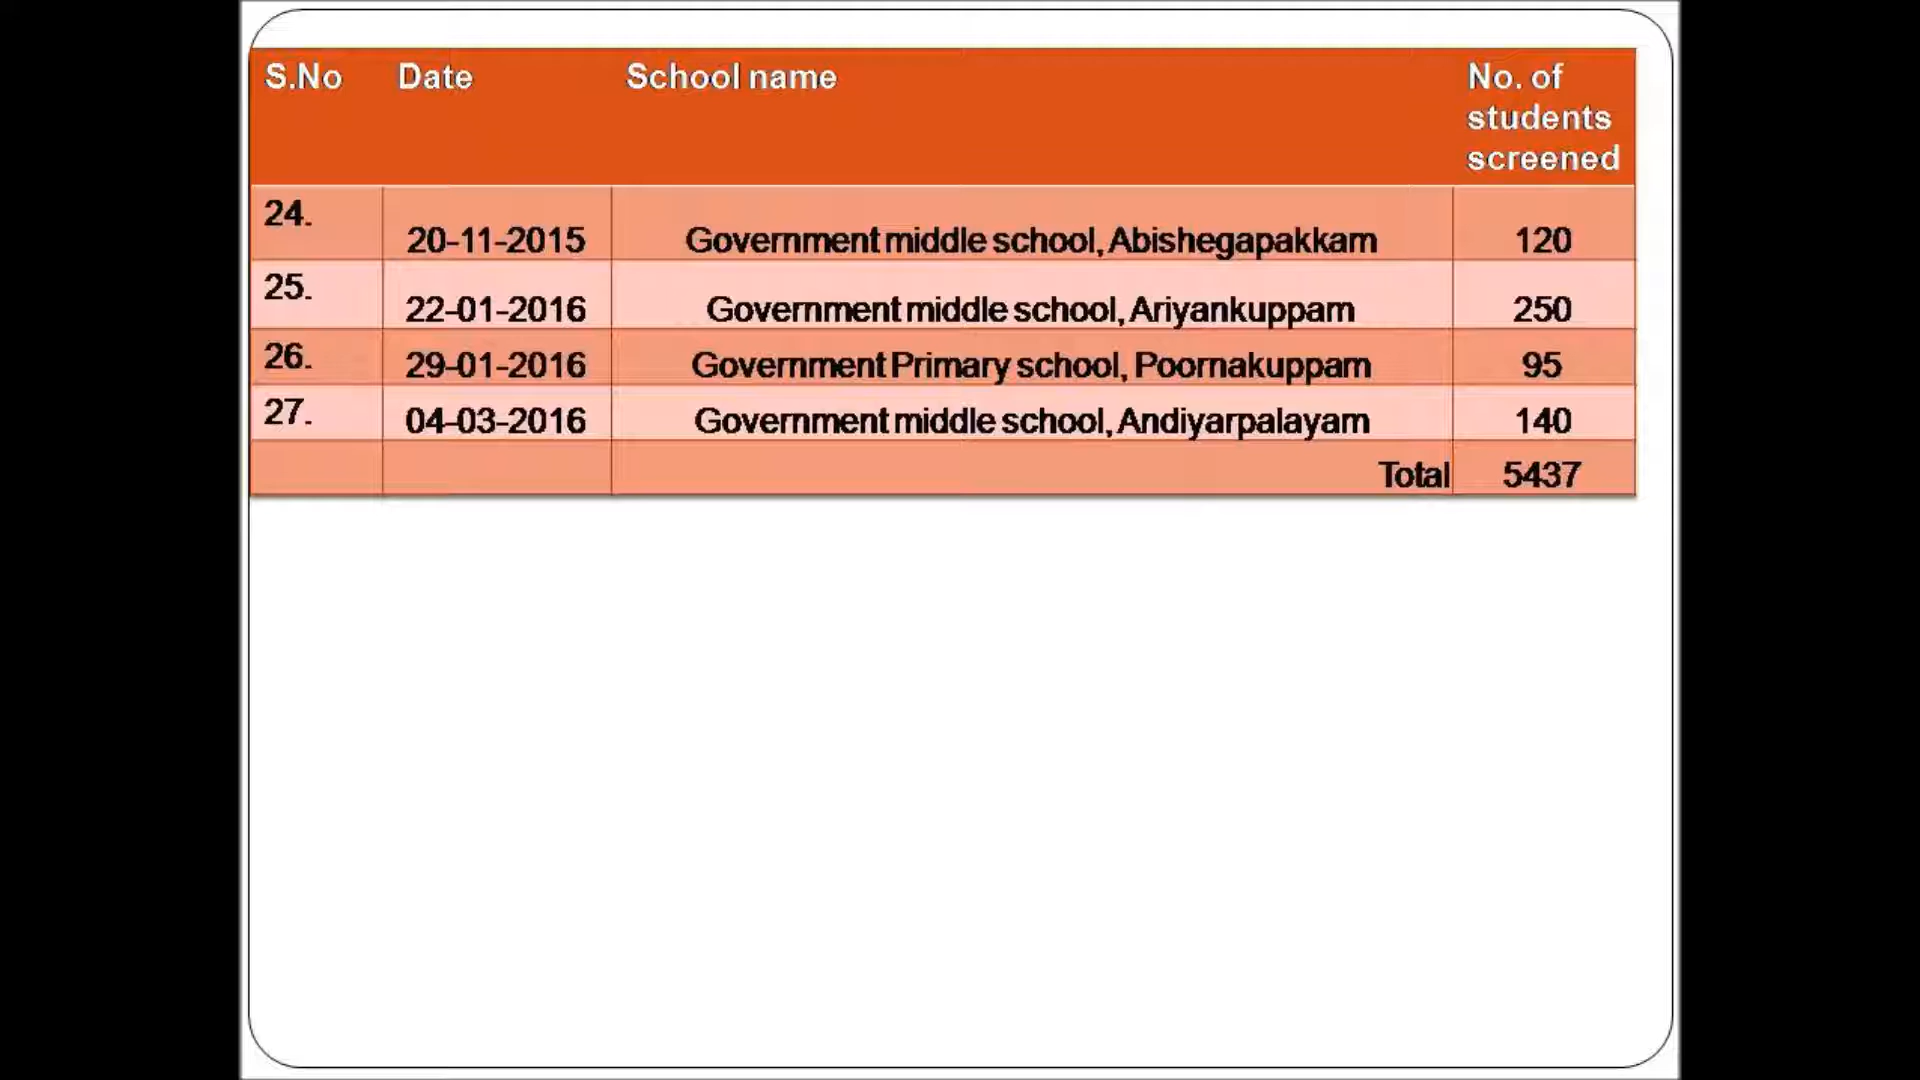 S.No Date School name No. of
students
screened
24. 20-11-2015 Government middle school, Abishegapakkam 120
25. 22-01-2016 Government middle school, Ariyankuppam 250
26. 29-01-2016 Government Primary school, Poornakuppam 95
27. 04-03-2016 Government middle school, Andiyarpalayam 140
Total 5437